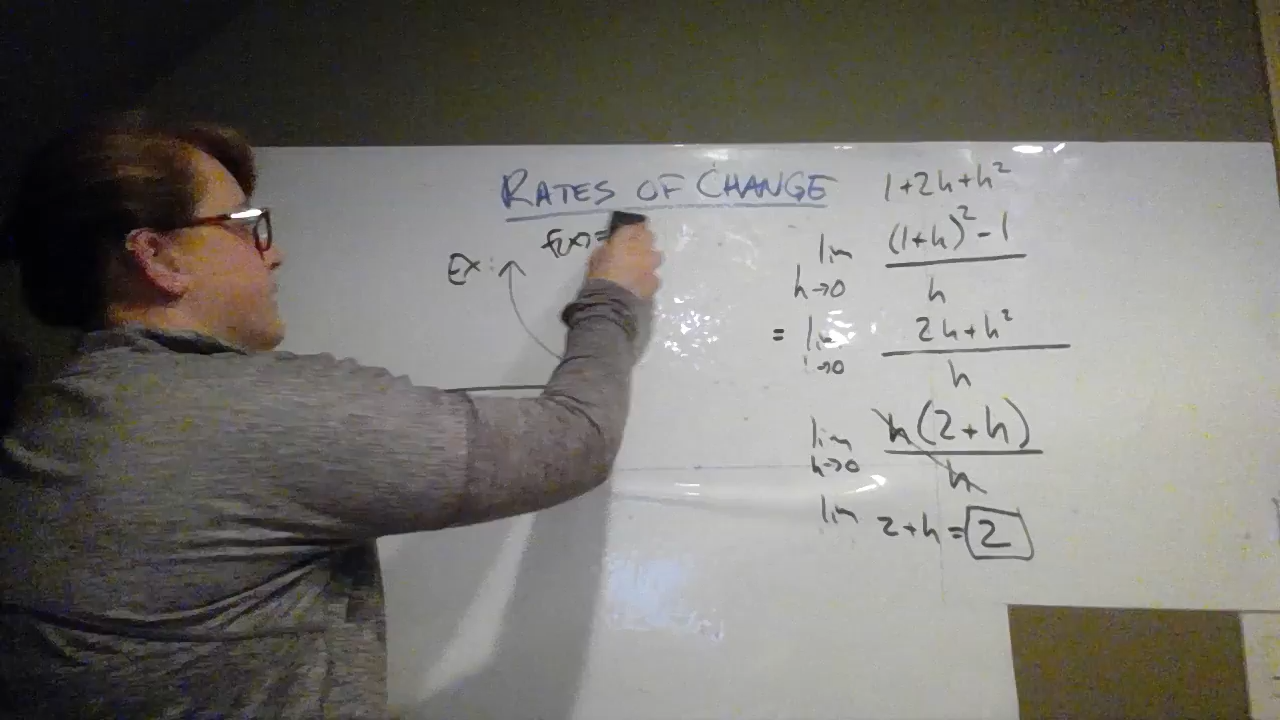 RATES OF CHANGE
f(x)=
Ex:
1+2h+h²
lim (1+h)² - 1
h→0 h
= lim 2h+h²
→0 h
lim h(2+h)
h→0 h
lim 2+h = 2